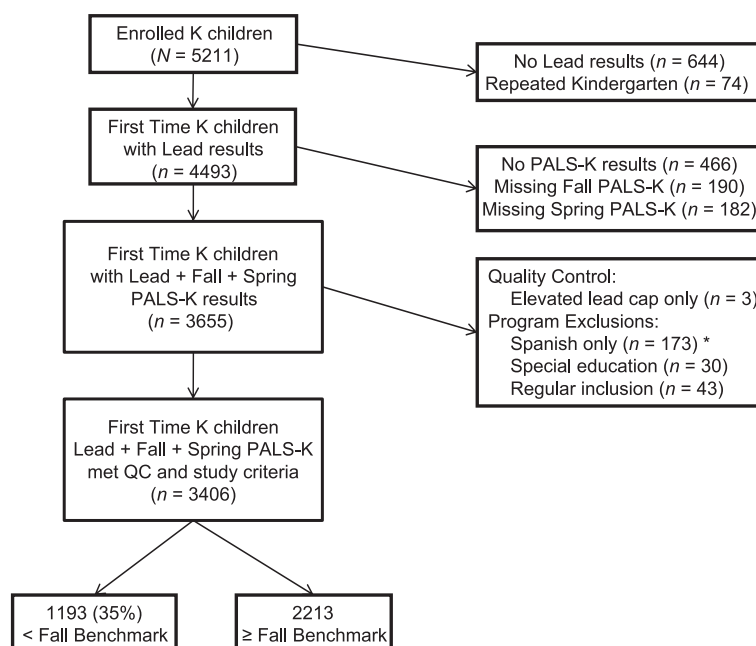 Enrolled K children
(N = 5211)
No Lead results (n = 644)
Repeated Kindergarten (n = 74)
First Time K children
with Lead results
(n = 4493)
No PALS-K results (n = 466)
Missing Fall PALS-K (n = 190)
Missing Spring PALS-K (n = 182)
First Time K children
with Lead + Fall + Spring
PALS-K results
(n = 3655)
Quality Control:
Elevated lead cap only (n = 3)
Program Exclusions:
Spanish only (n = 173) *
Special education (n = 30)
Regular inclusion (n = 43)
First Time K children
Lead + Fall + Spring PALS-K
met QC and study criteria
(n = 3406)
1193 (35%)
< Fall Benchmark
2213
≥ Fall Benchmark